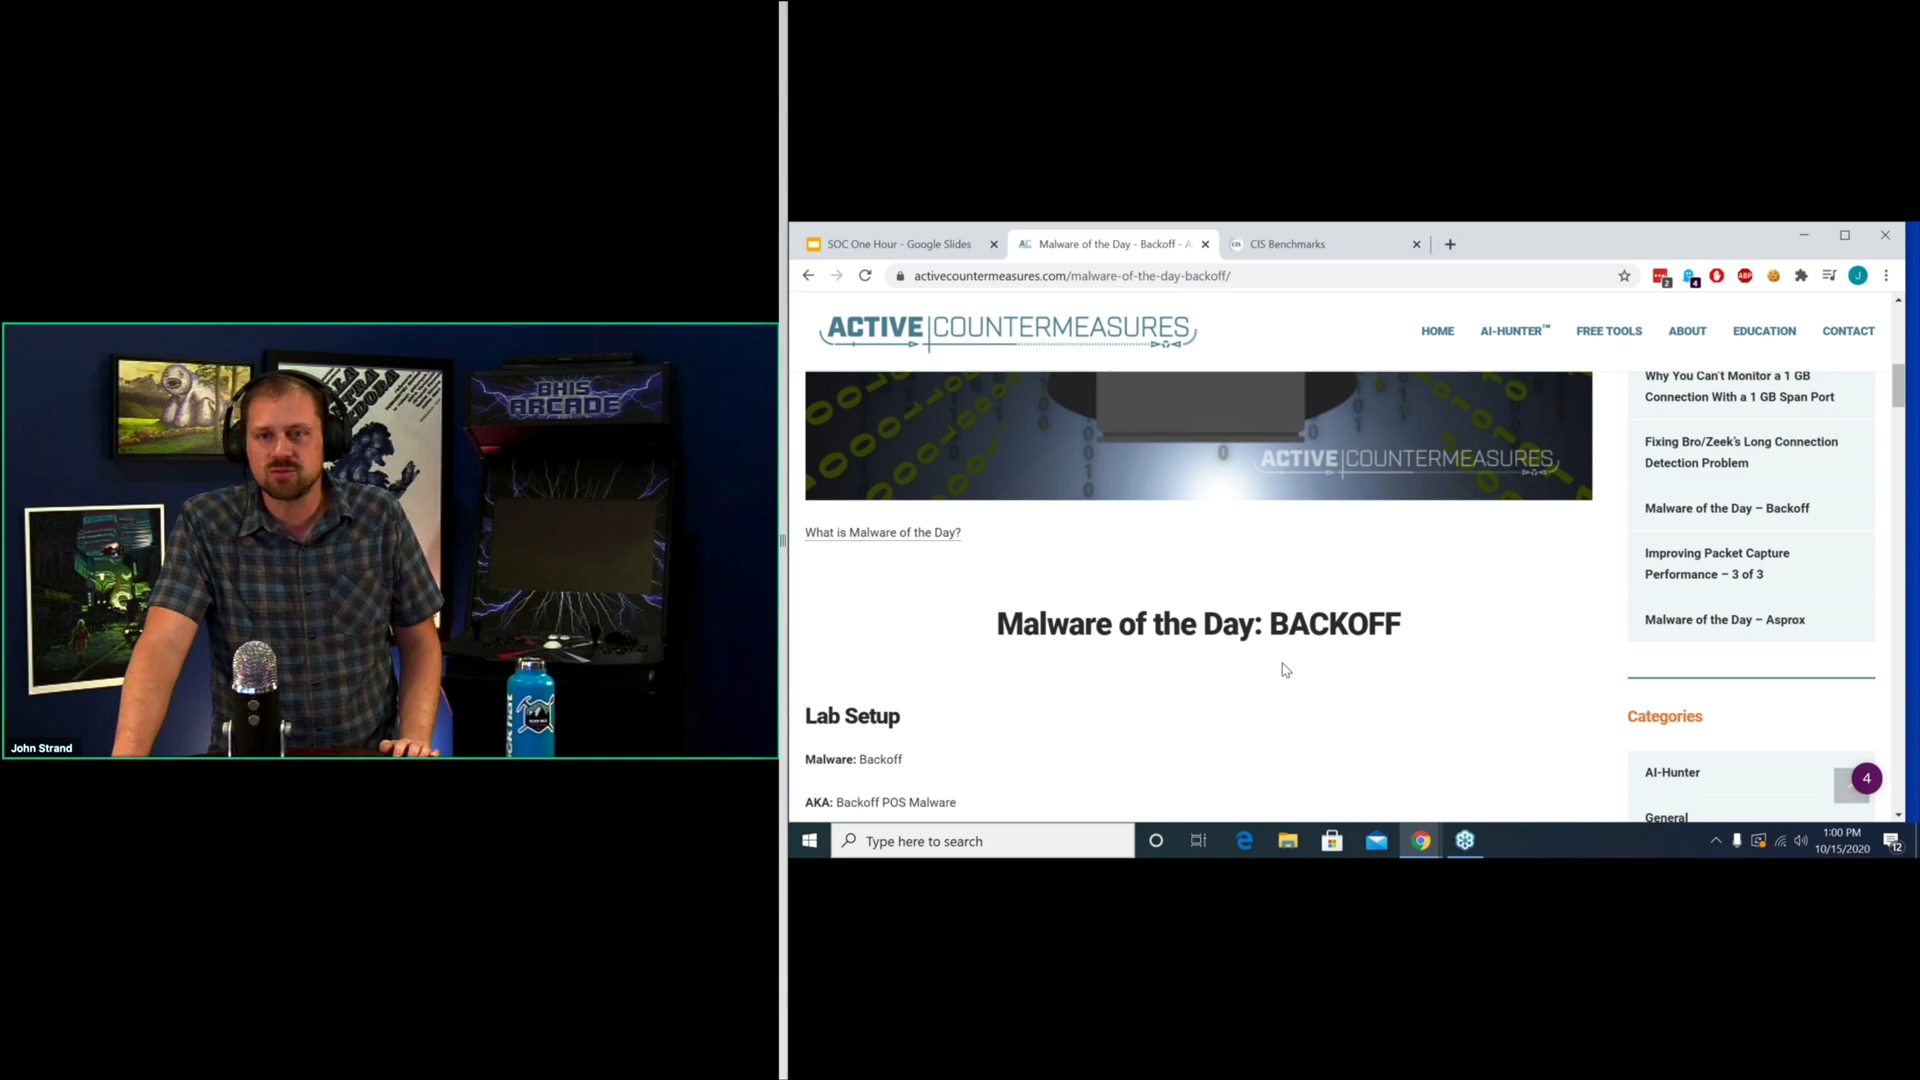 BHIS
ARCADE
John Strand
SOC One Hour - Google Slides
Malware of the Day - Backoff - A
CIS Benchmarks
activecountermeasures.com/malware-of-the-day-backoff/
2
4
ABP
J
ACTIVE COUNTERMEASURES
HOME
AI-HUNTER™
FREE TOOLS
ABOUT
EDUCATION
CONTACT
ACTIVE COUNTERMEASURES
What is Malware of the Day?
Malware of the Day: BACKOFF
Lab Setup
Malware: Backoff
AKA: Backoff POS Malware
Why You Can't Monitor a 1 GB
Connection With a 1 GB Span Port
Fixing Bro/Zeek's Long Connection
Detection Problem
Malware of the Day – Backoff
Improving Packet Capture
Performance – 3 of 3
Malware of the Day – Asprox
Categories
AI-Hunter
General
4
Type here to search
1:00 PM
10/15/2020
12